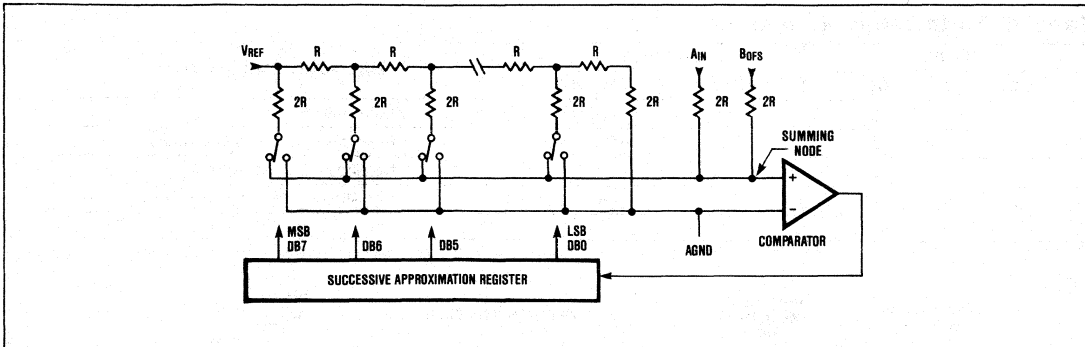 VREF
R
R
R
R
AIN
BOFS
2R
2R
2R
2R
2R
2R
2R
SUMMING
NODE
+
−
COMPARATOR
AGND
MSB
DB7
DB6
DB5
LSB
DB0
SUCCESSIVE APPROXIMATION REGISTER